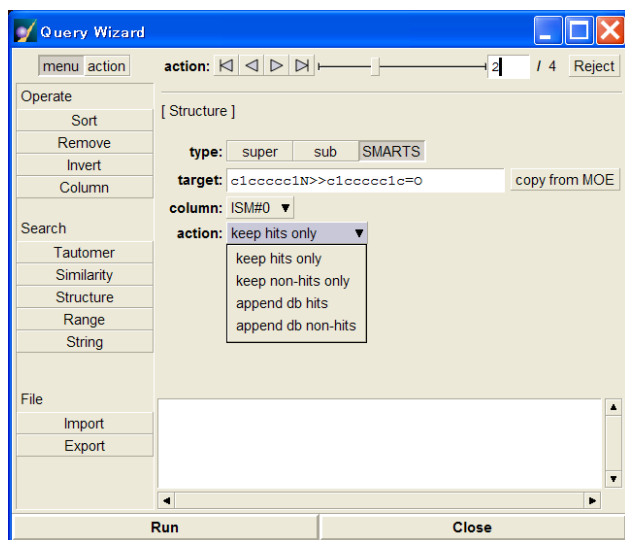 Query Wizard
menu action action: 2 / 4 Reject
Operate
Sort
Remove
Invert
Column
Search
Tautomer
Similarity
Structure
Range
String
File
Import
Export
[ Structure ]
type: super sub SMARTS
target: c1ccccc1N>>c1ccccc1c=O copy from MOE
column: ISM#0
action: keep hits only
keep hits only
keep non-hits only
append db hits
append db non-hits
Run Close